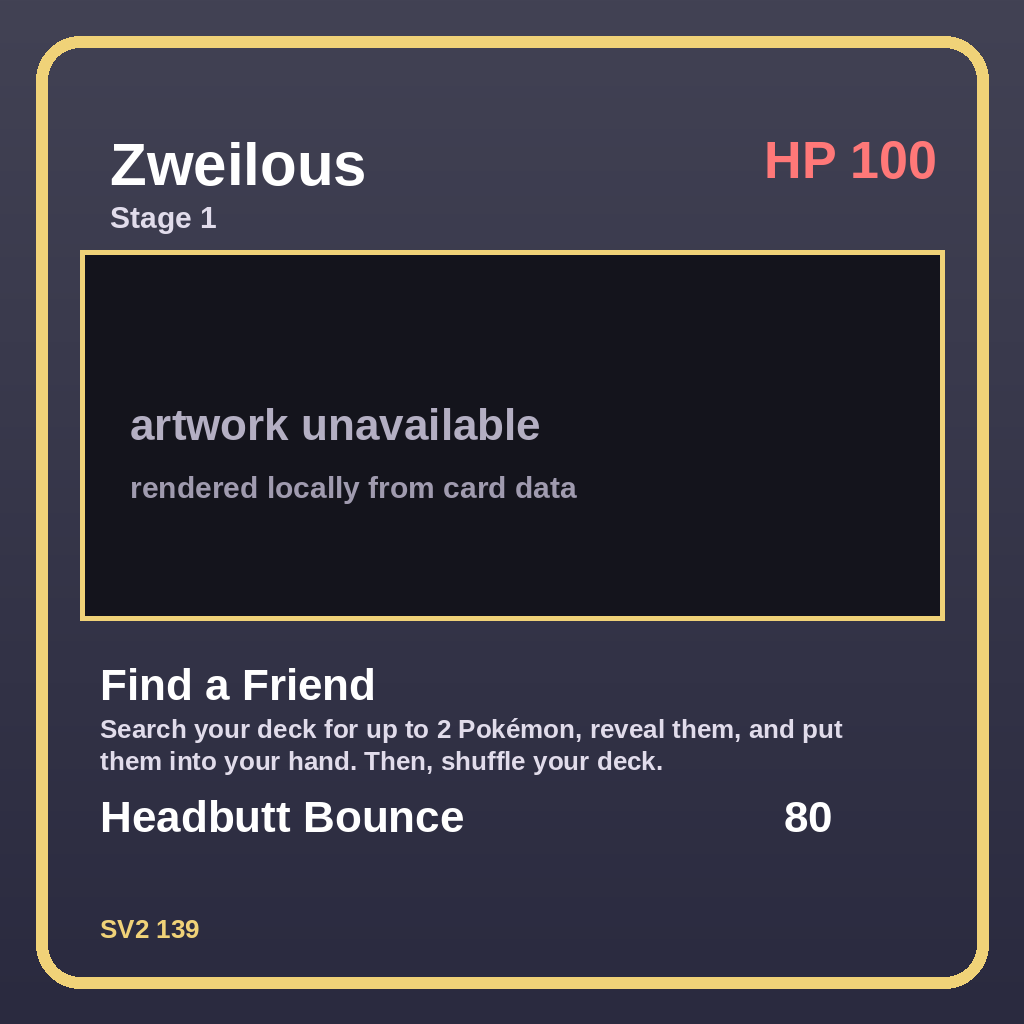 Zweilous
HP 100
Stage 1
artwork unavailable
rendered locally from card data
Find a Friend
Search your deck for up to 2 Pokémon, reveal them, and put
them into your hand. Then, shuffle your deck.
Headbutt Bounce 80
SV2 139